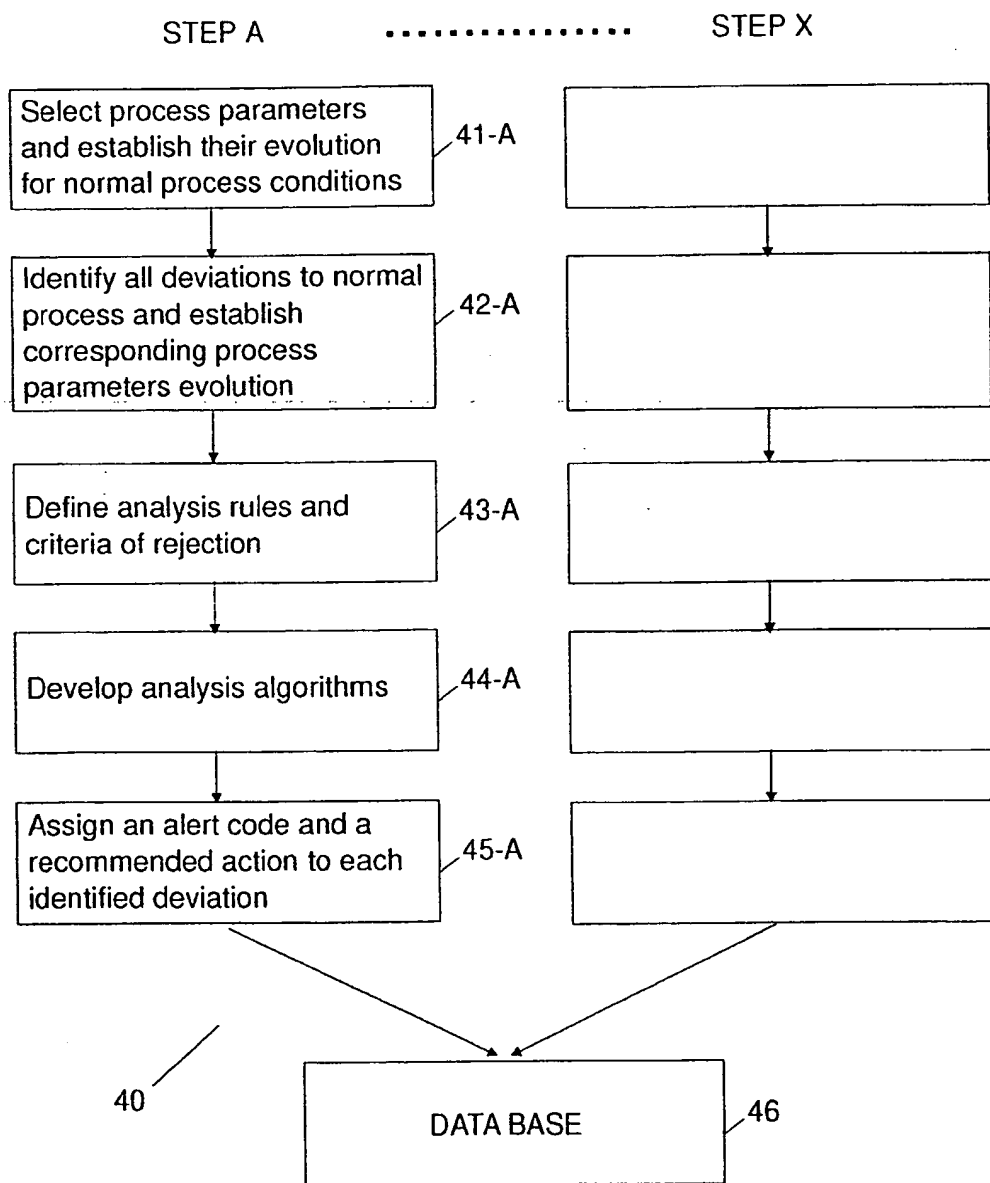 STEP A ............... STEP X
Select process parameters
and establish their evolution
for normal process conditions
41-A
Identify all deviations to normal
process and establish
corresponding process
parameters evolution
42-A
Define analysis rules and
criteria of rejection
43-A
Develop analysis algorithms
44-A
Assign an alert code and a
recommended action to each
identified deviation
45-A
40
DATA BASE
46